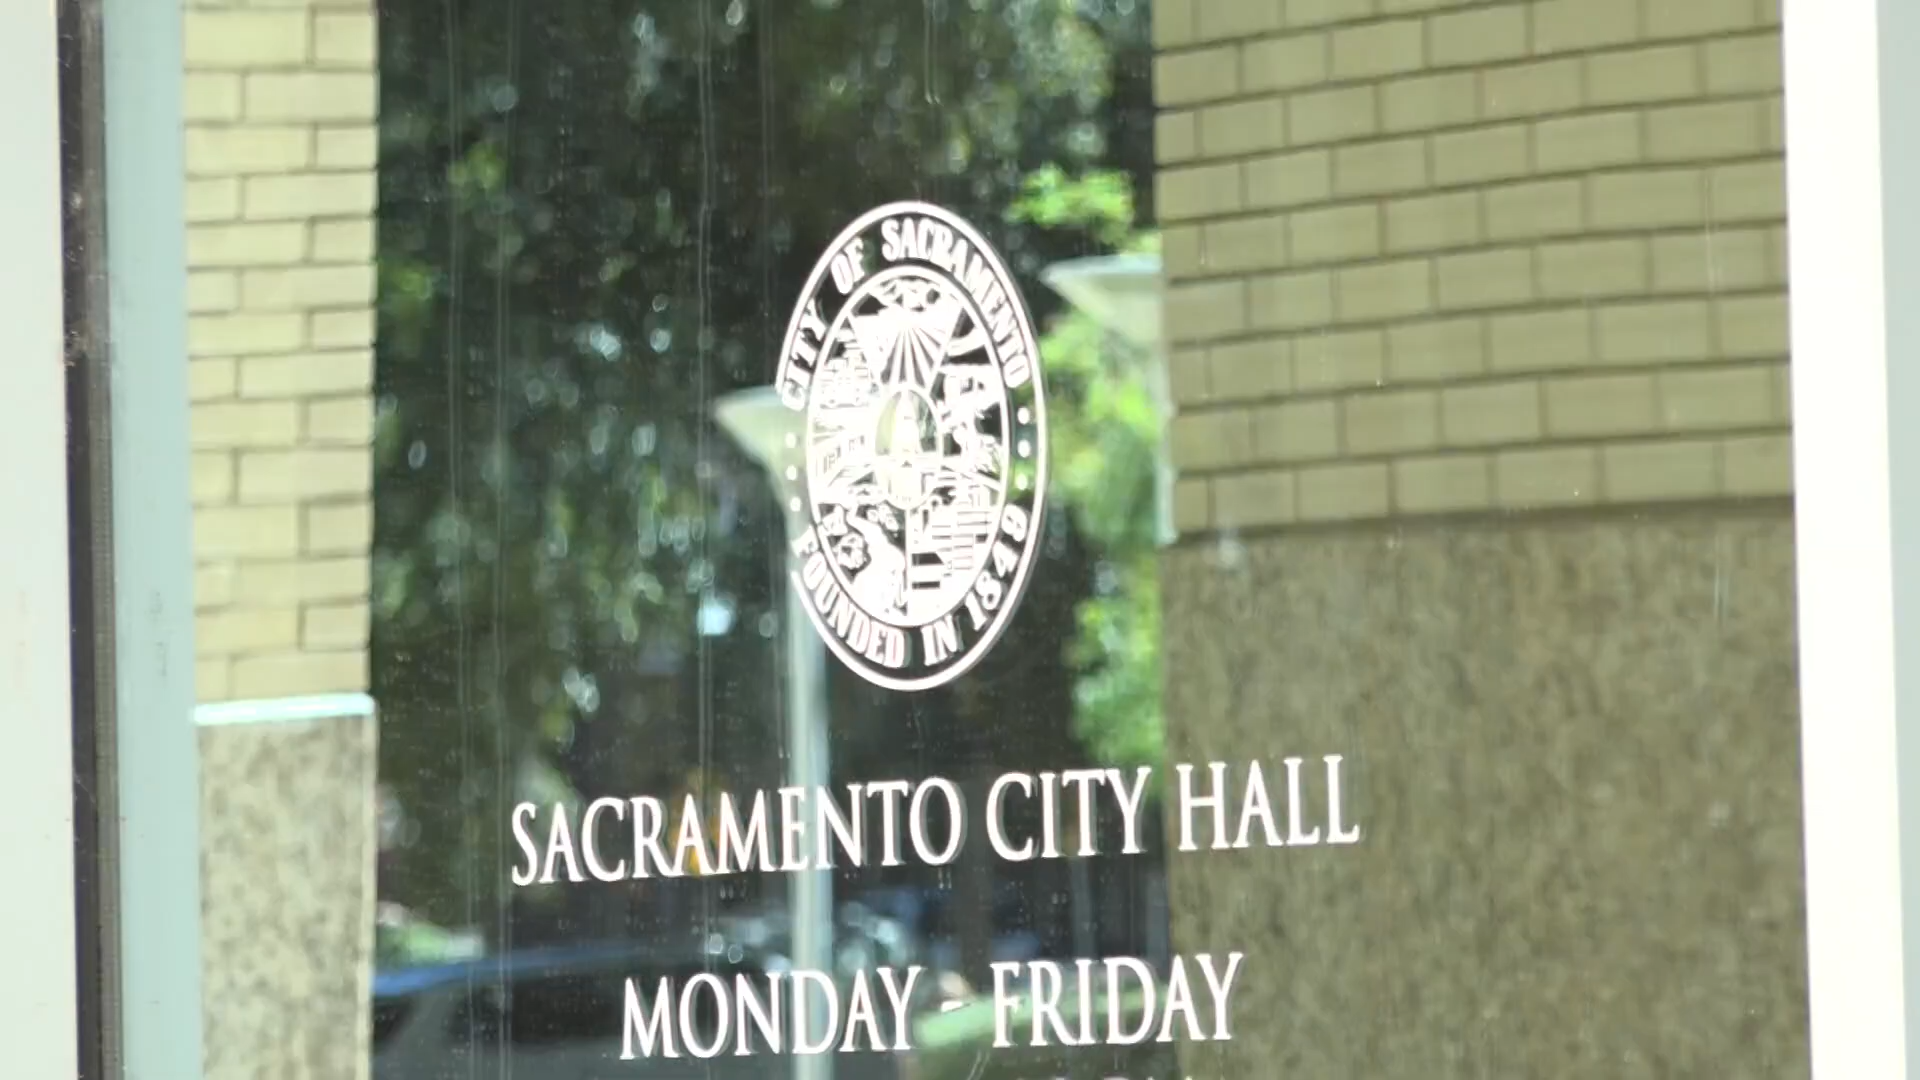 CITY OF SACRAMENTO
FOUNDED IN 1849
SACRAMENTO CITY HALL
MONDAY - FRIDAY